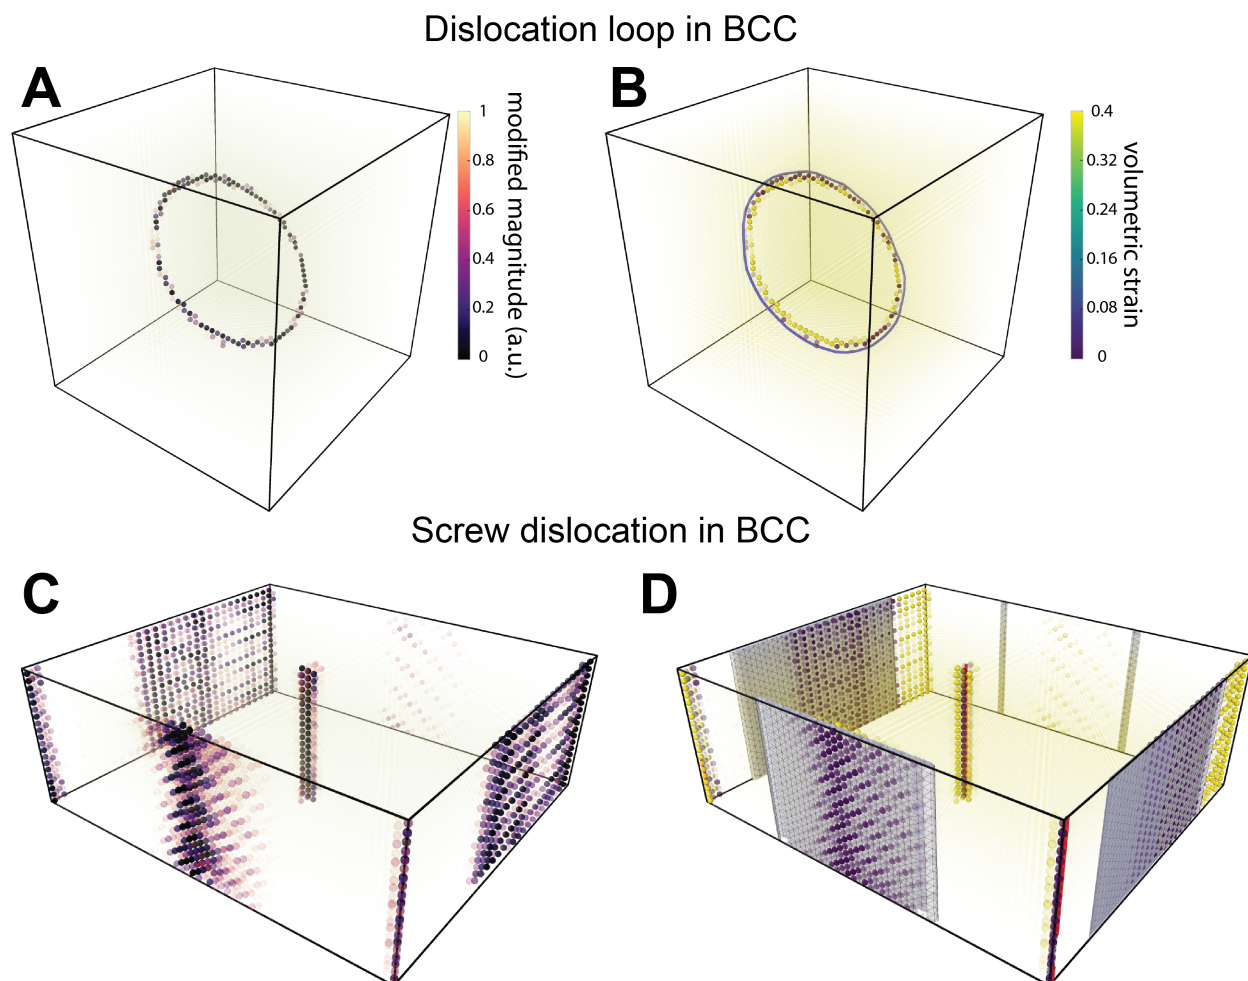 Dislocation loop in BCC
A
1
0.8
0.6
0.4
0.2
0
modified magnitude (a.u.)
B
0.4
0.32
0.24
0.16
0.08
0
volumetric strain
Screw dislocation in BCC
C
D